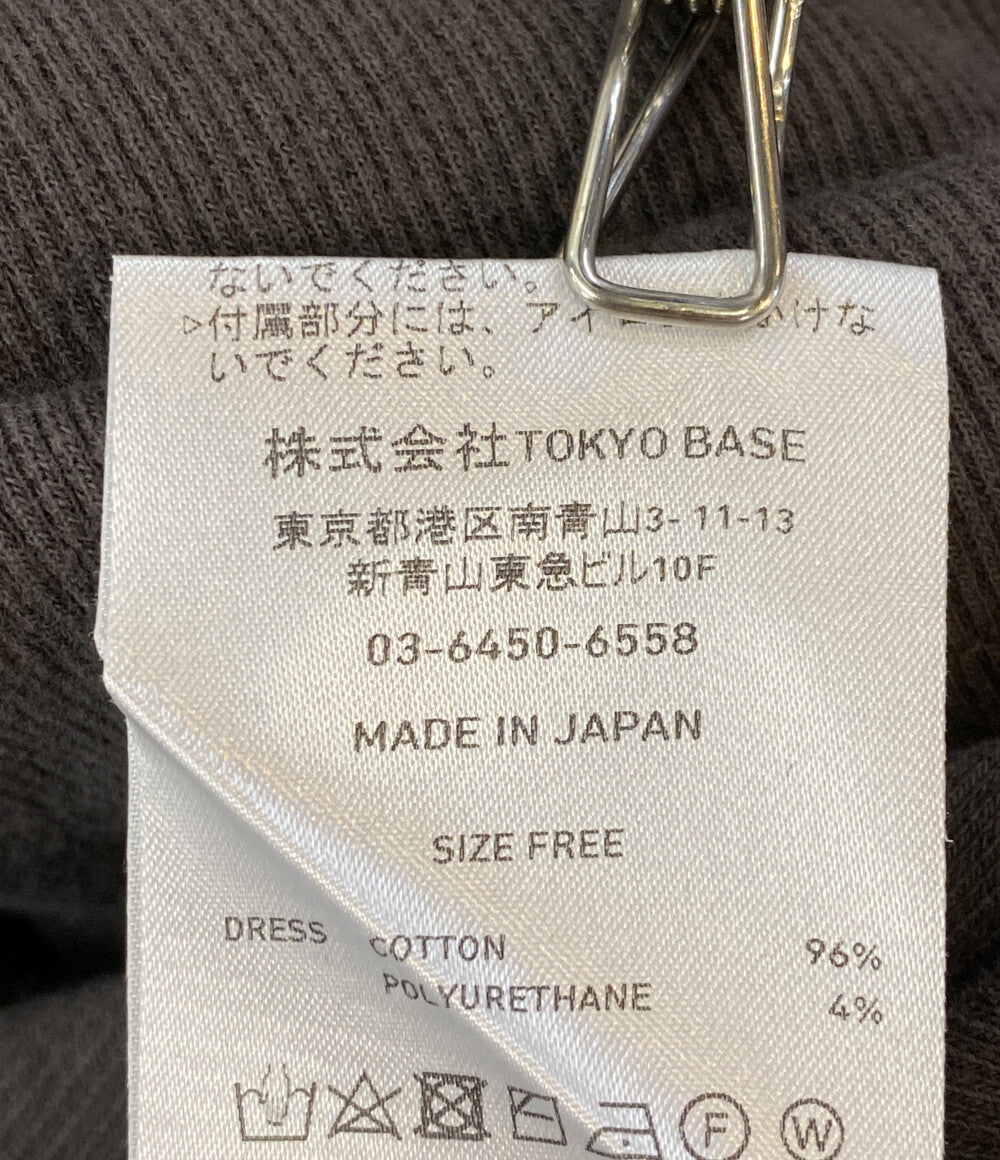 ないでください。
▷付属部分には、アイ かけな
いでください。
株式会社TOKYO BASE
東京都港区南青山3-11-13
新青山東急ビル10F
03-6450-6558
MADE IN JAPAN
SIZE FREE
DRESS COTTON 96%
POLYURETHANE 4%
F W